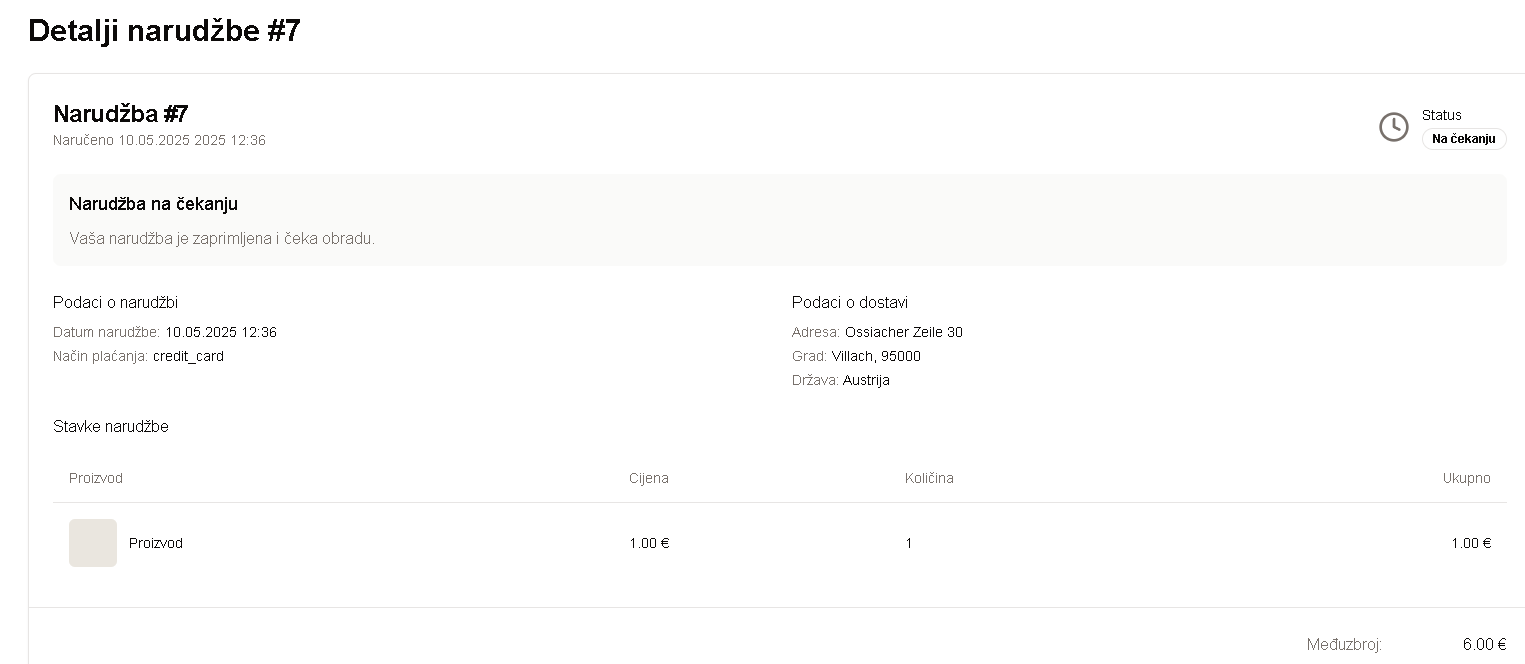 Detalji narudžbe #7
Narudžba #7
Naručeno 10.05.2025 2025 12:36
Status
Na čekanju
Narudžba na čekanju
Vaša narudžba je zaprimljena i čeka obradu.
Podaci o narudžbi
Datum narudžbe: 10.05.2025 12:36
Način plaćanja: credit_card
Podaci o dostavi
Adresa: Ossiacher Zeile 30
Grad: Villach, 95000
Država: Austrija
Stavke narudžbe
Proizvod Cijena Količina Ukupno
Proizvod 1.00 € 1 1.00 €
Međuzbroj: 6.00 €